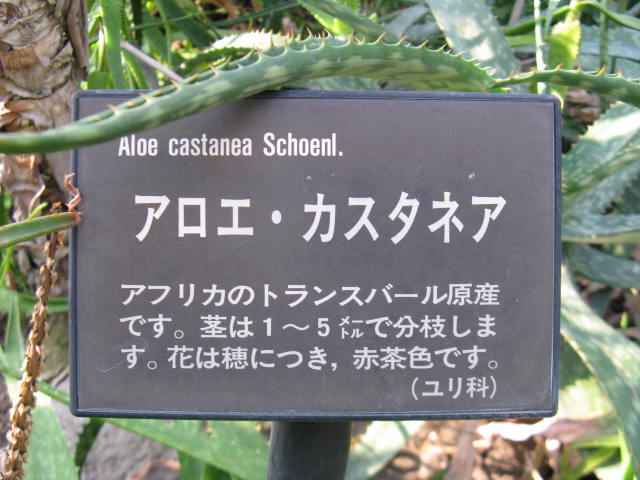 Aloe castanea Schoenl.
アロエ・カスタネア
アフリカのトランスバール原産
です。茎は1～5㍍で分枝しま
す。花は穂につき，赤茶色です。
（ユリ科）